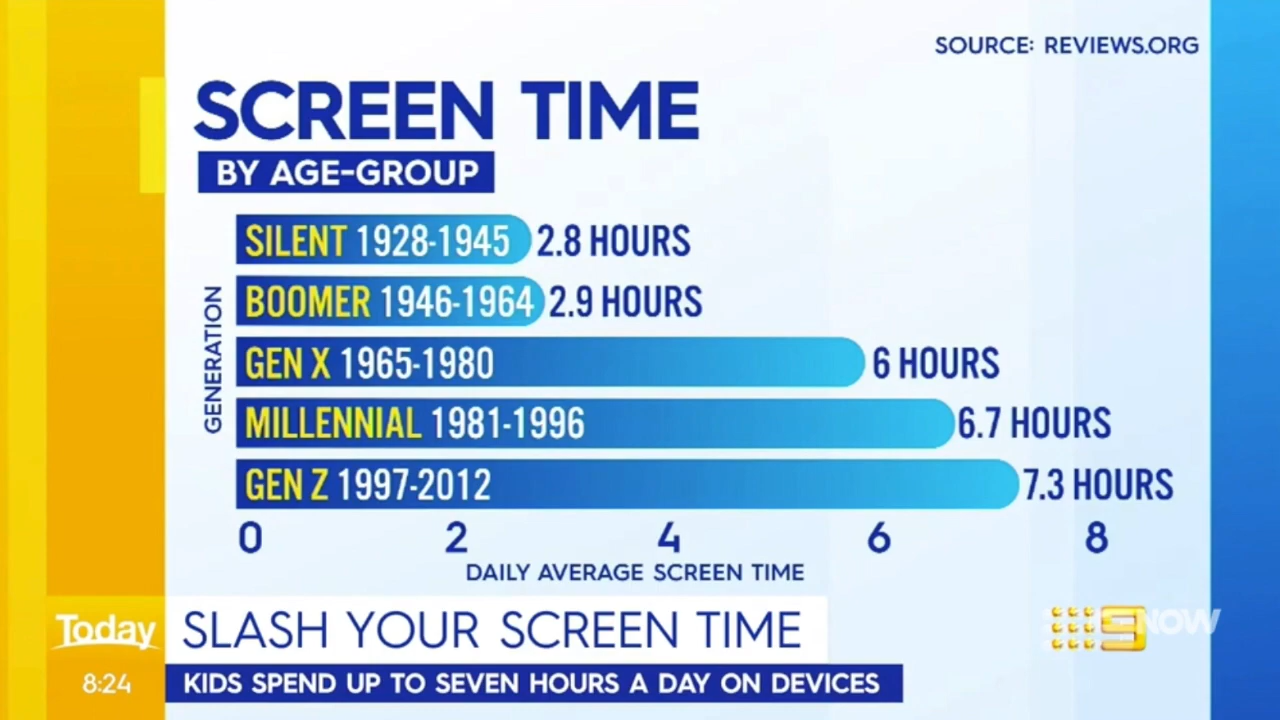 SOURCE: REVIEWS.ORG
SCREEN TIME
BY AGE-GROUP
GENERATION
SILENT 1928-1945 2.8 HOURS
BOOMER 1946-1964 2.9 HOURS
GEN X 1965-1980 6 HOURS
MILLENNIAL 1981-1996 6.7 HOURS
GEN Z 1997-2012 7.3 HOURS
0 2 4 6 8
DAILY AVERAGE SCREEN TIME
Today SLASH YOUR SCREEN TIME
9NOW
8:24 KIDS SPEND UP TO SEVEN HOURS A DAY ON DEVICES